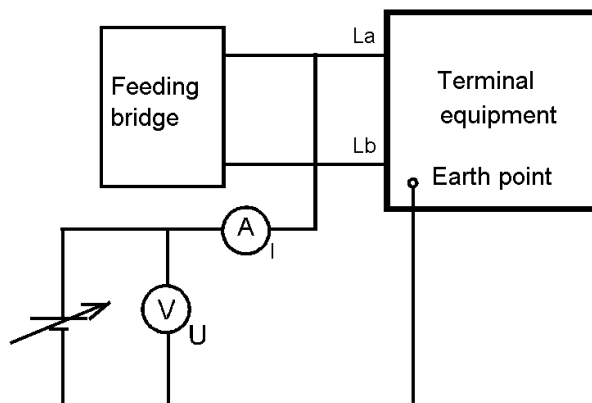 La
Feeding
bridge
Terminal
equipment
Lb
Earth point
A
I
V
U